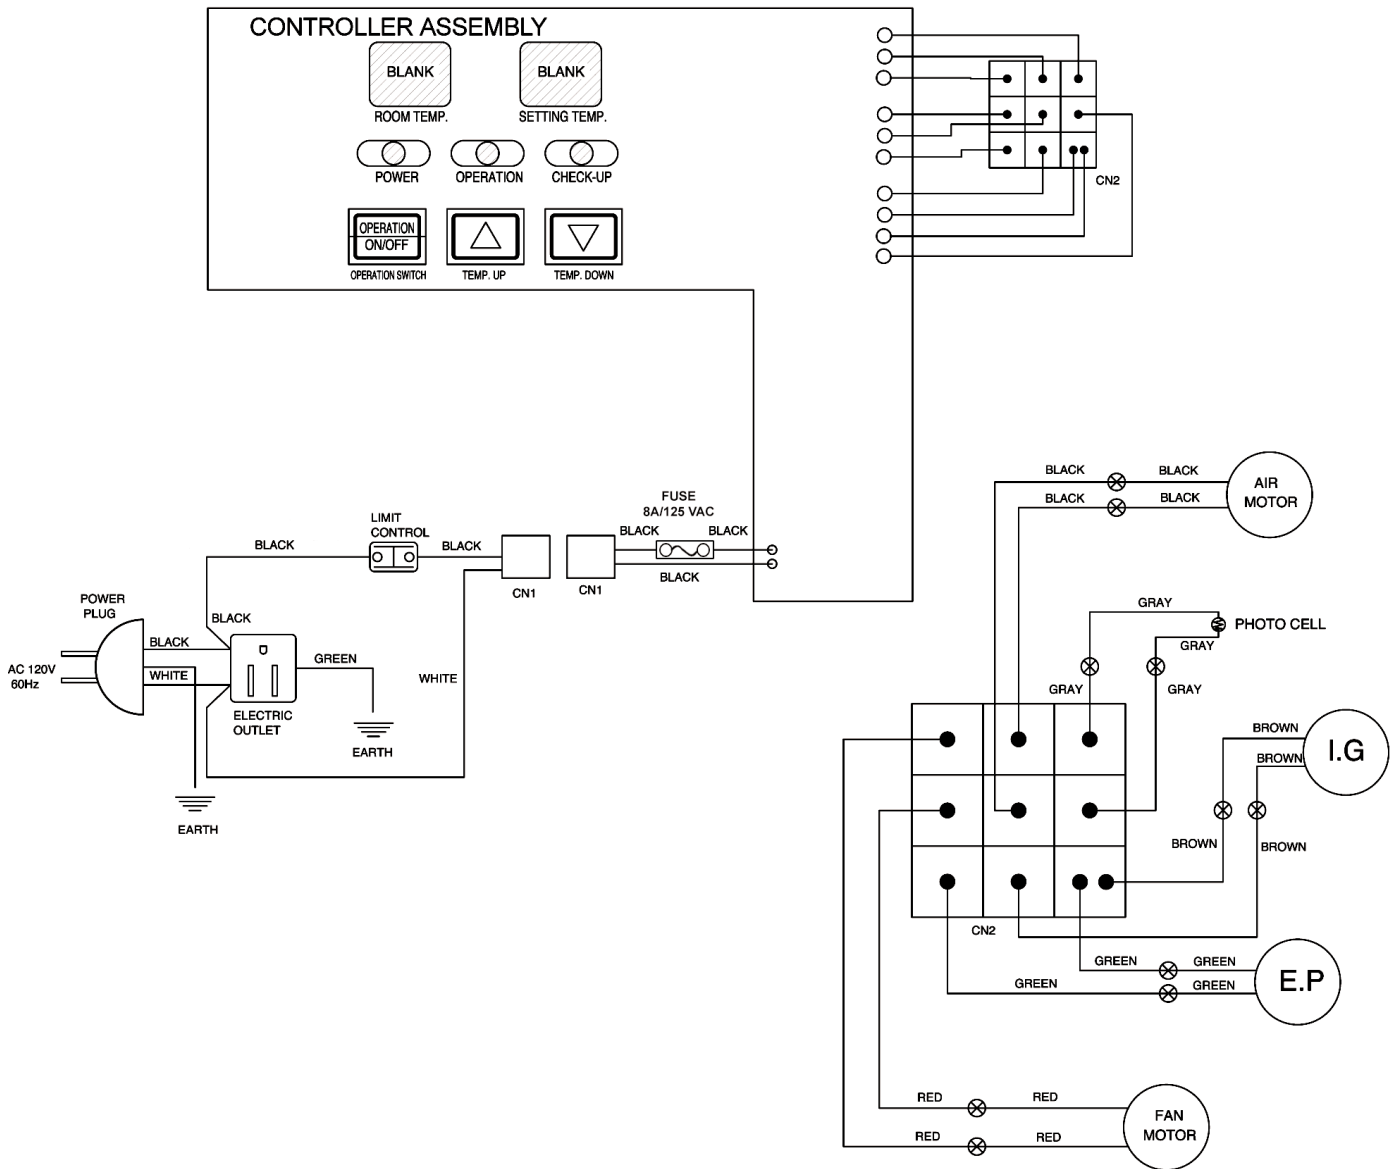 CONTROLLER ASSEMBLY
BLANK
BLANK
ROOM TEMP.
SETTING TEMP.
POWER
OPERATION
CHECK-UP
OPERATION
ON/OFF
OPERATION SWITCH
TEMP. UP
TEMP. DOWN
CN2
FUSE
8A/125 VAC
BLACK
BLACK
BLACK
CN1
CN1
LIMIT
CONTROL
BLACK
BLACK
BLACK
POWER
PLUG
BLACK
WHITE
AC 120V
60Hz
GREEN
WHITE
ELECTRIC
OUTLET
EARTH
EARTH
BLACK
BLACK
BLACK
BLACK
AIR
MOTOR
GRAY
PHOTO CELL
GRAY
GRAY
GRAY
BROWN
BROWN
I.G
BROWN
BROWN
CN2
GREEN
GREEN
GREEN
GREEN
E.P
RED
RED
RED
RED
FAN
MOTOR